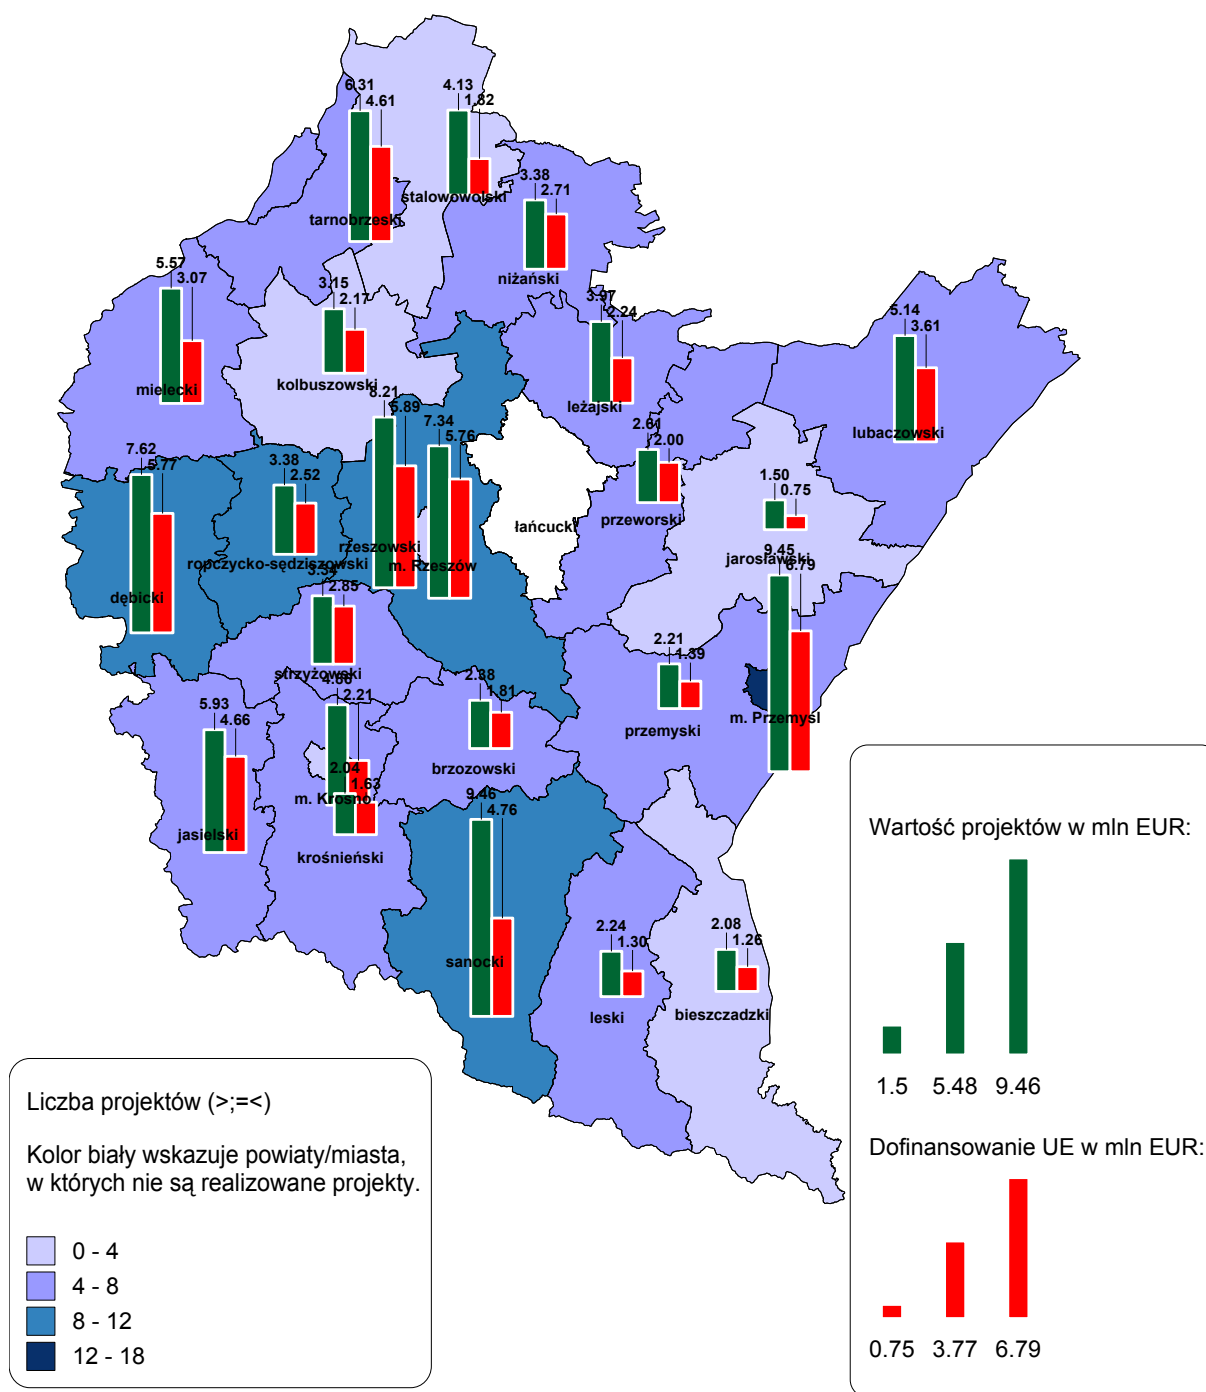 6.31
4.61
4.13
1.82
stalowowolski
tarnobrzeski
3.38
2.71
niżański
5.57
3.07
mielecki
3.15
2.17
kolbuszowski
3.97
2.24
leżajski
5.14
3.61
lubaczowski
8.21
5.89
7.34
5.76
rzeszowski
m. Rzeszów
łańcucki
2.61
2.00
przeworski
1.50
0.75
jarosławski
7.62
5.77
dębicki
3.38
2.52
ropczycko-sędziszowski
3.34
2.85
strzyżowski
9.45
6.79
m. Przemyśl
2.21
1.39
przemyski
2.38
1.81
brzozowski
4.86
2.21
m. Krosno
2.04
1.63
krośnieński
5.93
4.66
jasielski
9.46
4.76
sanocki
2.24
1.30
leski
2.08
1.26
bieszczadzki
Wartość projektów w mln EUR:
1.5 5.48 9.46
Dofinansowanie UE w mln EUR:
0.75 3.77 6.79
Liczba projektów (>;=<)
Kolor biały wskazuje powiaty/miasta,
w których nie są realizowane projekty.
0 - 4
4 - 8
8 - 12
12 - 18